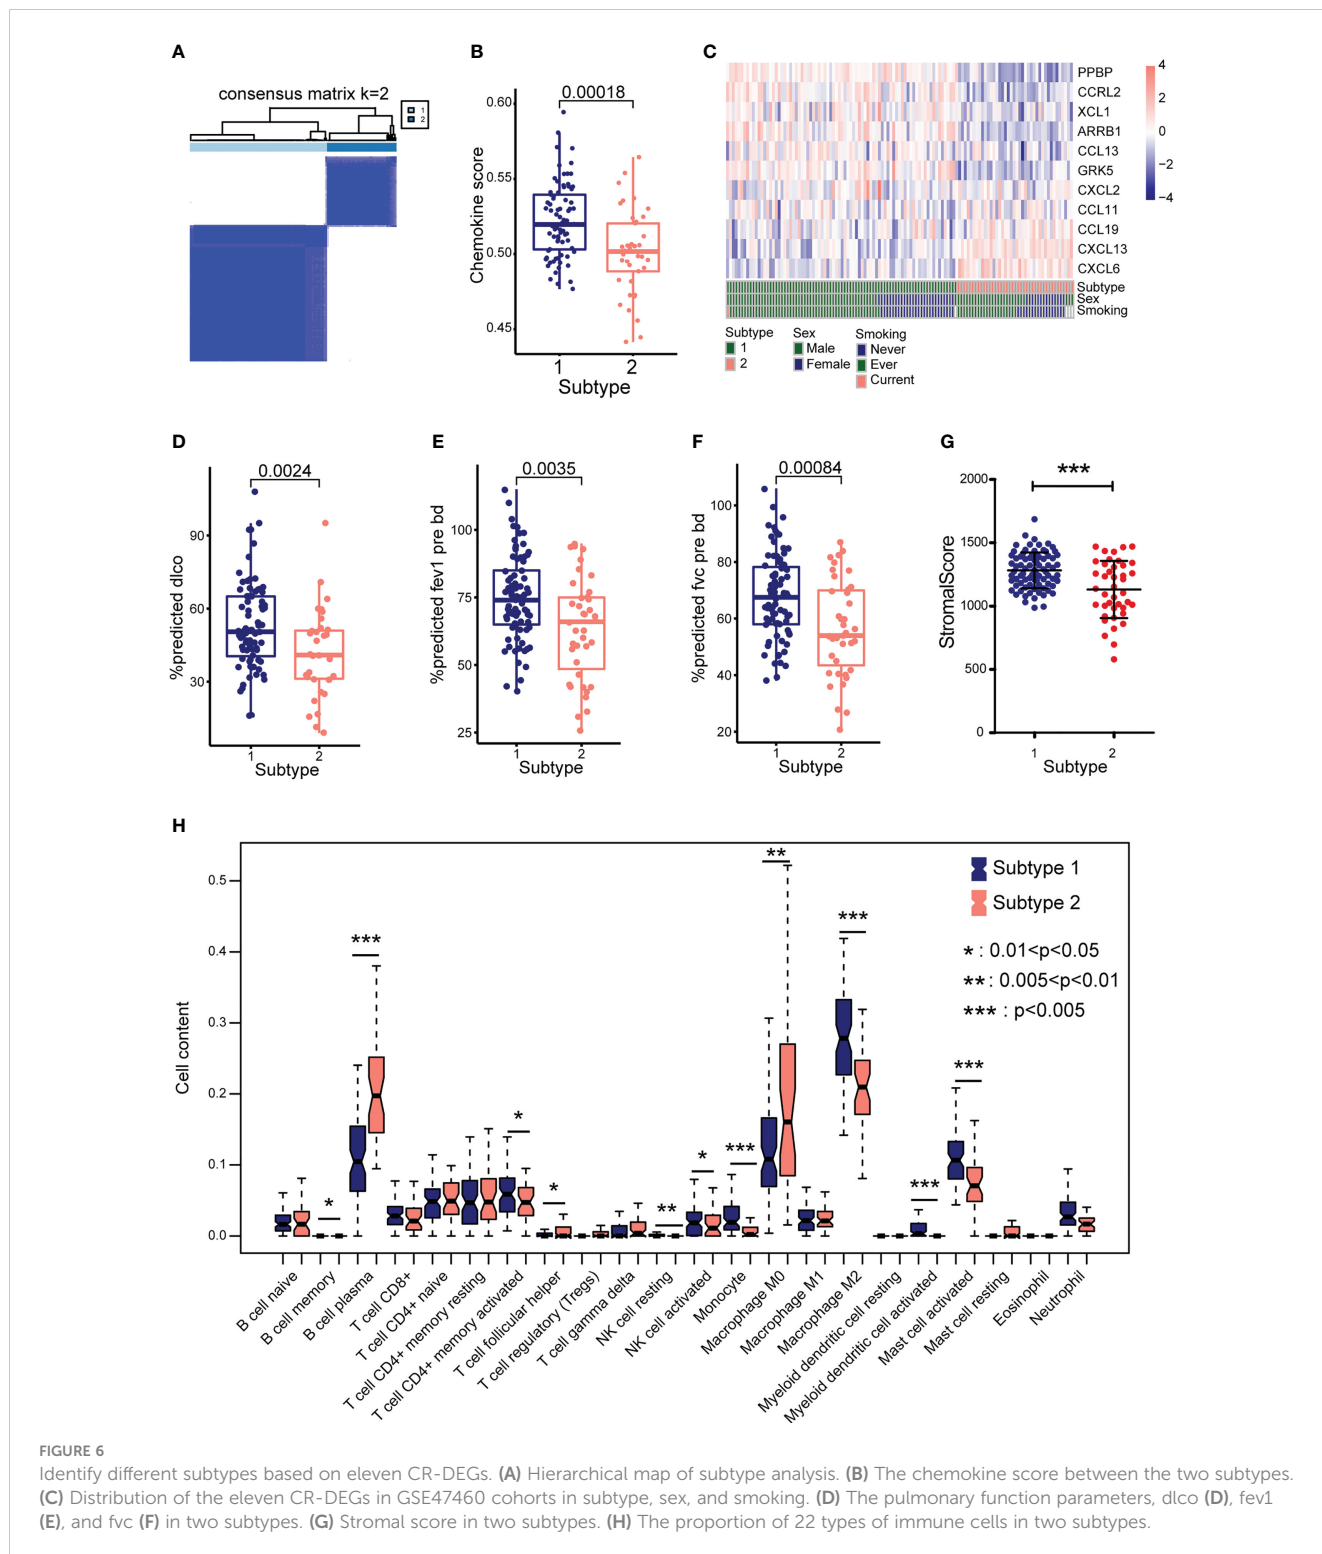 A
consensus matrix k=2
1
2
B
0.00018
0.60
0.55
0.50
0.45
Chemokine score
1
2
Subtype
C
PPBP
CCRL2
XCL1
ARRB1
CCL13
GRK5
CXCL2
CCL11
CCL19
CXCL13
CXCL6
Subtype
Sex
Smoking
4
2
0
−2
−4
Subtype
1
2
Sex
Male
Female
Smoking
Never
Ever
Current
D
0.0024
90
60
30
%predicted dlco
1
2
Subtype
E
0.0035
100
75
50
25
%predicted fev1 pre bd
1
2
Subtype
F
0.00084
100
80
60
40
20
%predicted fvc pre bd
1
2
Subtype
G
***
2000
1500
1000
500
0
StromalScore
1
2
Subtype
H
0.5
0.4
0.3
0.2
0.1
0.0
Cell content
*
***
*
*
**
*
***
**
***
***
***
Subtype 1
Subtype 2
* : 0.01<p<0.05
** : 0.005<p<0.01
*** : p<0.005
B cell naive
B cell memory
B cell plasma
T cell CD8+
T cell CD4+ naive
T cell CD4+ memory resting
T cell CD4+ memory activated
T cell follicular helper
T cell regulatory (Tregs)
T cell gamma delta
NK cell resting
NK cell activated
Monocyte
Macrophage M0
Macrophage M1
Macrophage M2
Myeloid dendritic cell resting
Myeloid dendritic cell activated
Mast cell activated
Mast cell resting
Eosinophil
Neutrophil
FIGURE 6
Identify different subtypes based on eleven CR-DEGs. (A) Hierarchical map of subtype analysis. (B) The chemokine score between the two subtypes.
(C) Distribution of the eleven CR-DEGs in GSE47460 cohorts in subtype, sex, and smoking. (D) The pulmonary function parameters, dlco (D), fev1
(E), and fvc (F) in two subtypes. (G) Stromal score in two subtypes. (H) The proportion of 22 types of immune cells in two subtypes.